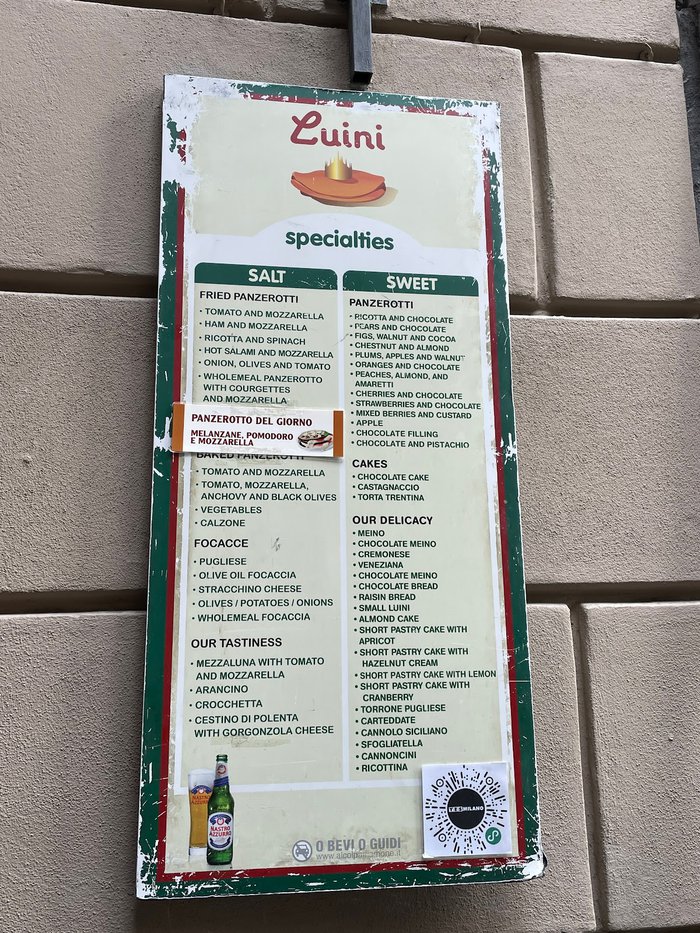 Luini
specialties
SALT
FRIED PANZEROTTI
• TOMATO AND MOZZARELLA
• HAM AND MOZZARELLA
• RICOTTA AND SPINACH
• HOT SALAMI AND MOZZARELLA
• ONION, OLIVES AND TOMATO
• WHOLEMEAL PANZEROTTO
WITH COURGETTES
AND MOZZARELLA
PANZEROTTO DEL GIORNO
MELANZANE, POMODORO
E MOZZARELLA
BAKED PANZEROTTI
• TOMATO AND MOZZARELLA
• TOMATO, MOZZARELLA,
ANCHOVY AND BLACK OLIVES
• VEGETABLES
• CALZONE
FOCACCE
• PUGLIESE
• OLIVE OIL FOCACCIA
• STRACCHINO CHEESE
• OLIVES / POTATOES / ONIONS
• WHOLEMEAL FOCACCIA
OUR TASTINESS
• MEZZALUNA WITH TOMATO
AND MOZZARELLA
• ARANCINO
• CROCCHETTA
• CESTINO DI POLENTA
WITH GORGONZOLA CHEESE
SWEET
PANZEROTTI
• RICOTTA AND CHOCOLATE
• PEARS AND CHOCOLATE
• FIGS, WALNUT AND COCOA
• CHESTNUT AND ALMOND
• PLUMS, APPLES AND WALNUT
• ORANGES AND CHOCOLATE
• PEACHES, ALMOND, AND
AMARETTI
• CHERRIES AND CHOCOLATE
• STRAWBERRIES AND CHOCOLATE
• MIXED BERRIES AND CUSTARD
• APPLE
• CHOCOLATE FILLING
• CHOCOLATE AND PISTACHIO
CAKES
• CHOCOLATE CAKE
• CASTAGNACCIO
• TORTA TRENTINA
OUR DELICACY
• MEINO
• CHOCOLATE MEINO
• CREMONESE
• VENEZIANA
• CHOCOLATE MEINO
• CHOCOLATE BREAD
• RAISIN BREAD
• SMALL LUINI
• ALMOND CAKE
• SHORT PASTRY CAKE WITH
APRICOT
• SHORT PASTRY CAKE WITH
HAZELNUT CREAM
• SHORT PASTRY CAKE WITH LEMON
• SHORT PASTRY CAKE WITH
CRANBERRY
• TORRONE PUGLIESE
• CARTEDDATE
• CANNOLO SICILIANO
• SFOGLIATELLA
• CANNONCINI
• RICOTTINA
NASTRO
AZZURRO
NASTRO
AZZURRO
O BEVI O GUIDI
YESMILANO